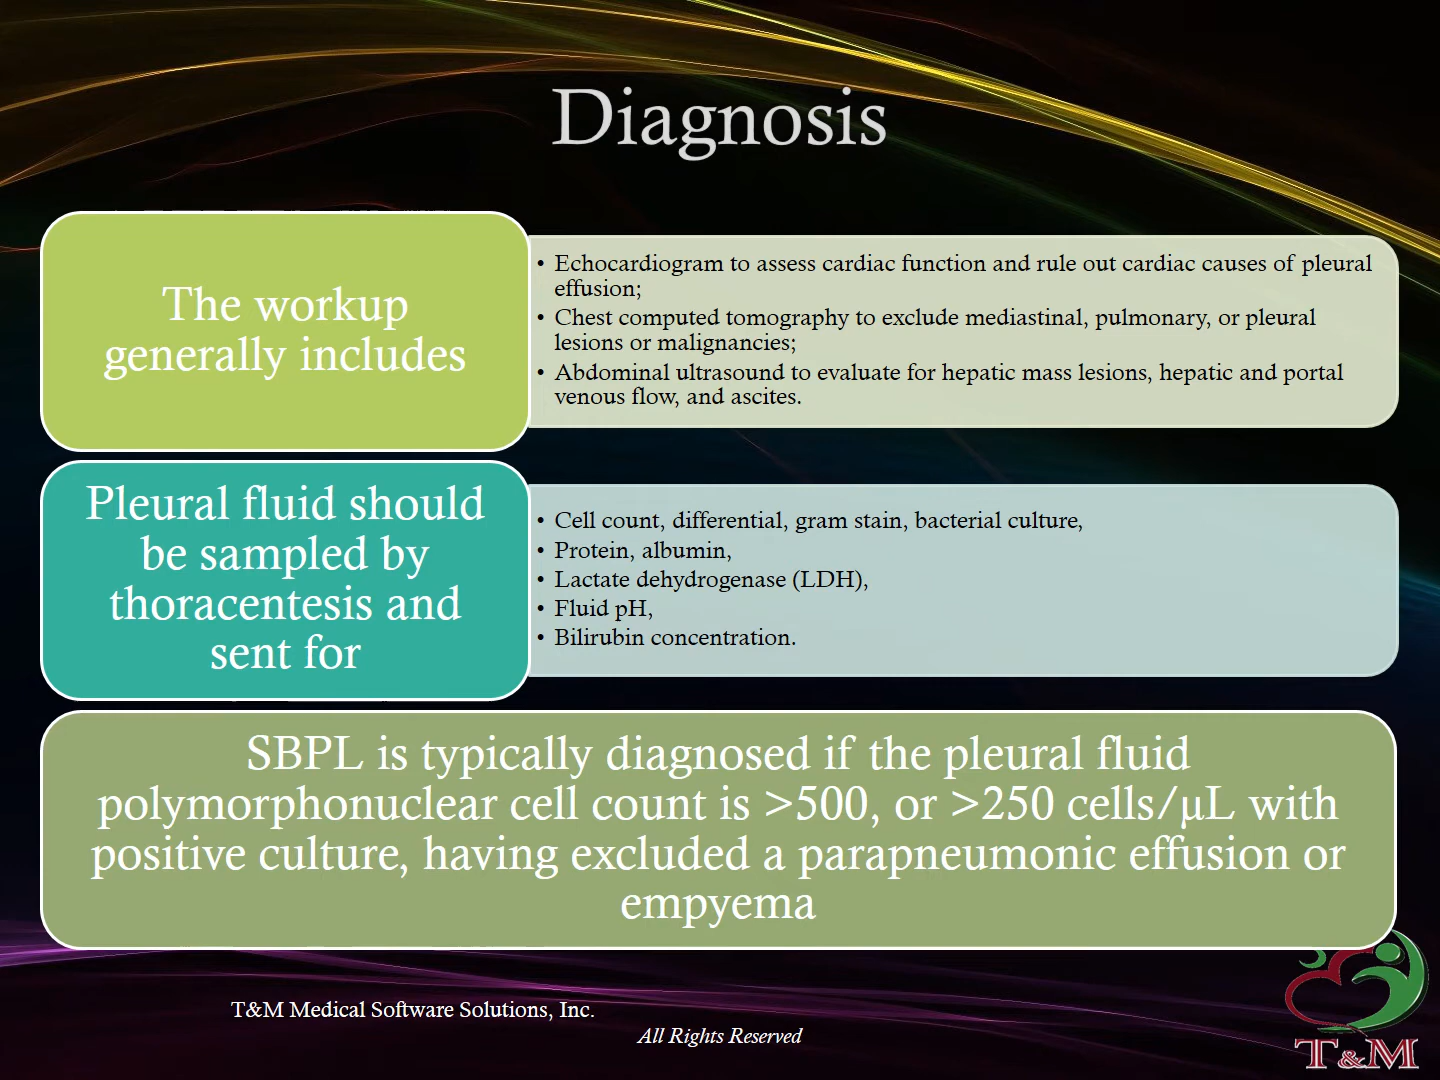 Diagnosis
The workup
generally includes
• Echocardiogram to assess cardiac function and rule out cardiac causes of pleural
effusion;
• Chest computed tomography to exclude mediastinal, pulmonary, or pleural
lesions or malignancies;
• Abdominal ultrasound to evaluate for hepatic mass lesions, hepatic and portal
venous flow, and ascites.
Pleural fluid should
be sampled by
thoracentesis and
sent for
• Cell count, differential, gram stain, bacterial culture,
• Protein, albumin,
• Lactate dehydrogenase (LDH),
• Fluid pH,
• Bilirubin concentration.
SBPL is typically diagnosed if the pleural fluid
polymorphonuclear cell count is >500, or >250 cells/µL with
positive culture, having excluded a parapneumonic effusion or
empyema
T&M Medical Software Solutions, Inc.
All Rights Reserved
T&M